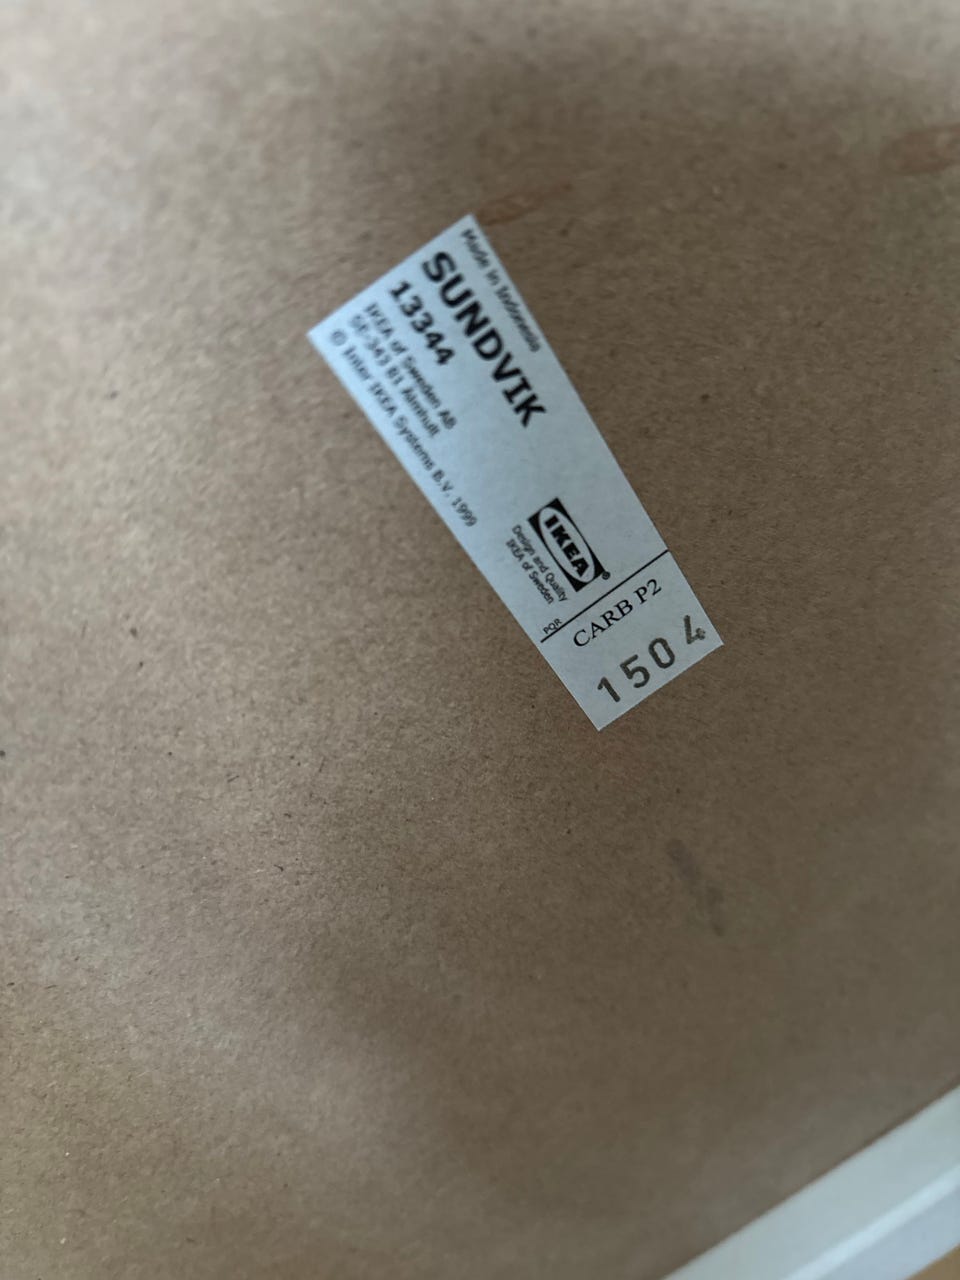 Made in Indonesia
SUNDVIK
13344
IKEA of Sweden AB
SE-343 81 Älmhult
© Inter IKEA Systems B.V. 1999
IKEA®
Design and Quality
IKEA of Sweden
PQR
CARB P2
1504